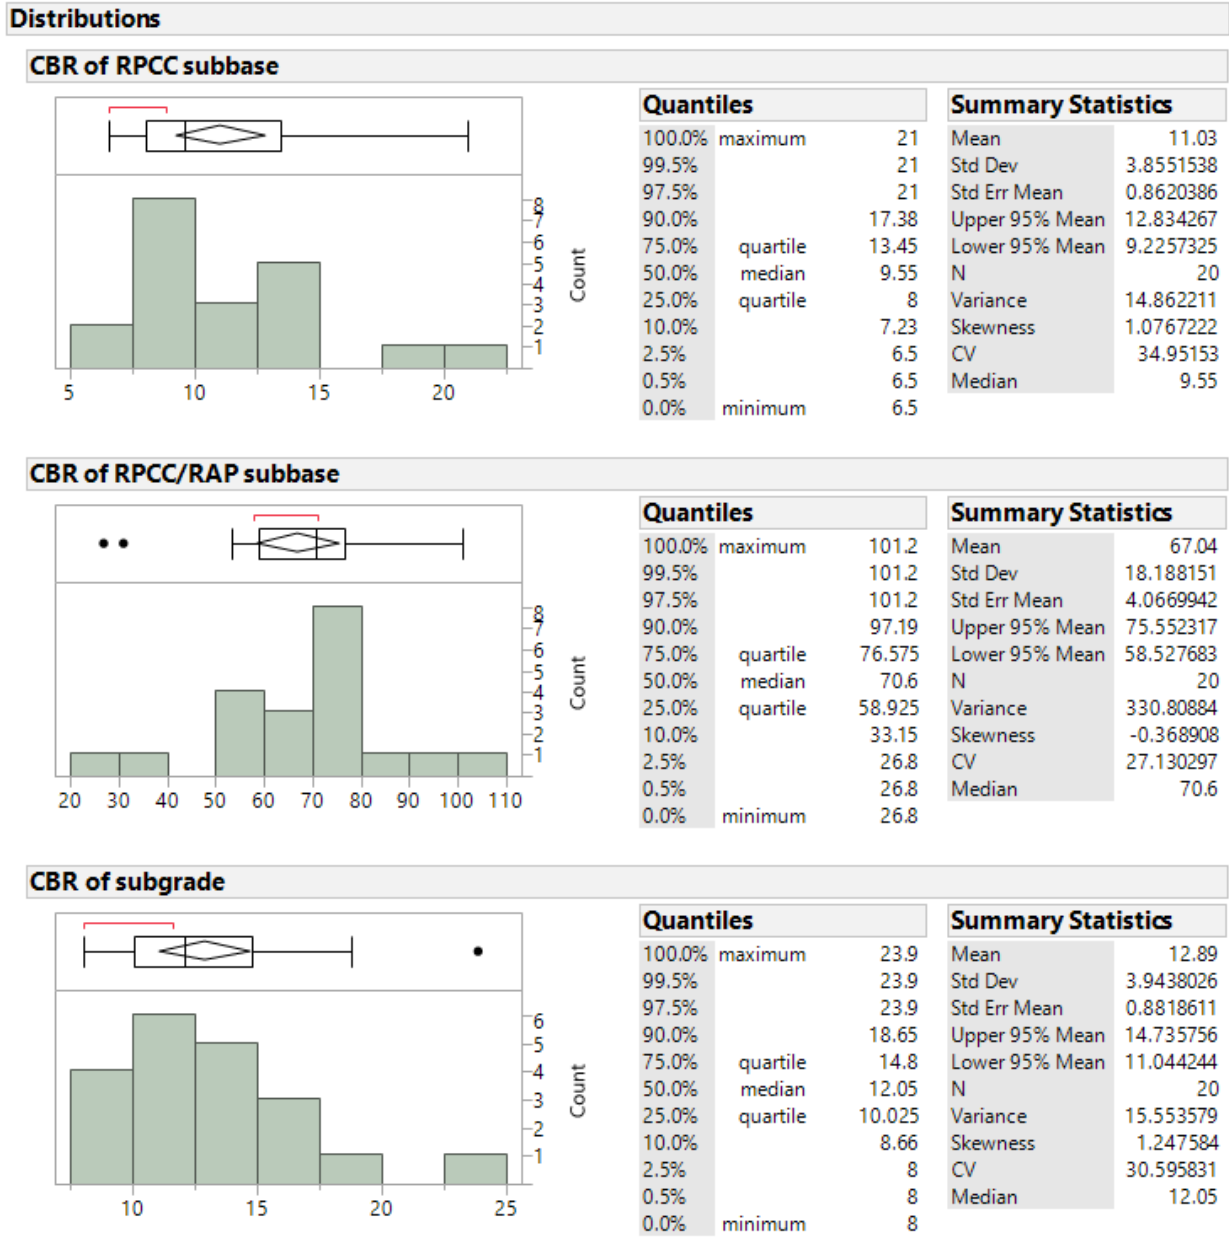 Distributions
CBR of RPCC subbase
8
7
6
5
4
3
2
1
Count
5 10 15 20
Quantiles
100.0% maximum 21
99.5% 21
97.5% 21
90.0% 17.38
75.0% quartile 13.45
50.0% median 9.55
25.0% quartile 8
10.0% 7.23
2.5% 6.5
0.5% 6.5
0.0% minimum 6.5
Summary Statistics
Mean 11.03
Std Dev 3.8551538
Std Err Mean 0.8620386
Upper 95% Mean 12.834267
Lower 95% Mean 9.2257325
N 20
Variance 14.862211
Skewness 1.0767222
CV 34.95153
Median 9.55
CBR of RPCC/RAP subbase
8
7
6
5
4
3
2
1
Count
20 30 40 50 60 70 80 90 100 110
Quantiles
100.0% maximum 101.2
99.5% 101.2
97.5% 101.2
90.0% 97.19
75.0% quartile 76.575
50.0% median 70.6
25.0% quartile 58.925
10.0% 33.15
2.5% 26.8
0.5% 26.8
0.0% minimum 26.8
Summary Statistics
Mean 67.04
Std Dev 18.188151
Std Err Mean 4.0669942
Upper 95% Mean 75.552317
Lower 95% Mean 58.527683
N 20
Variance 330.80884
Skewness -0.368908
CV 27.130297
Median 70.6
CBR of subgrade
6
5
4
3
2
1
Count
10 15 20 25
Quantiles
100.0% maximum 23.9
99.5% 23.9
97.5% 23.9
90.0% 18.65
75.0% quartile 14.8
50.0% median 12.05
25.0% quartile 10.025
10.0% 8.66
2.5% 8
0.5% 8
0.0% minimum 8
Summary Statistics
Mean 12.89
Std Dev 3.9438026
Std Err Mean 0.8818611
Upper 95% Mean 14.735756
Lower 95% Mean 11.044244
N 20
Variance 15.553579
Skewness 1.247584
CV 30.595831
Median 12.05